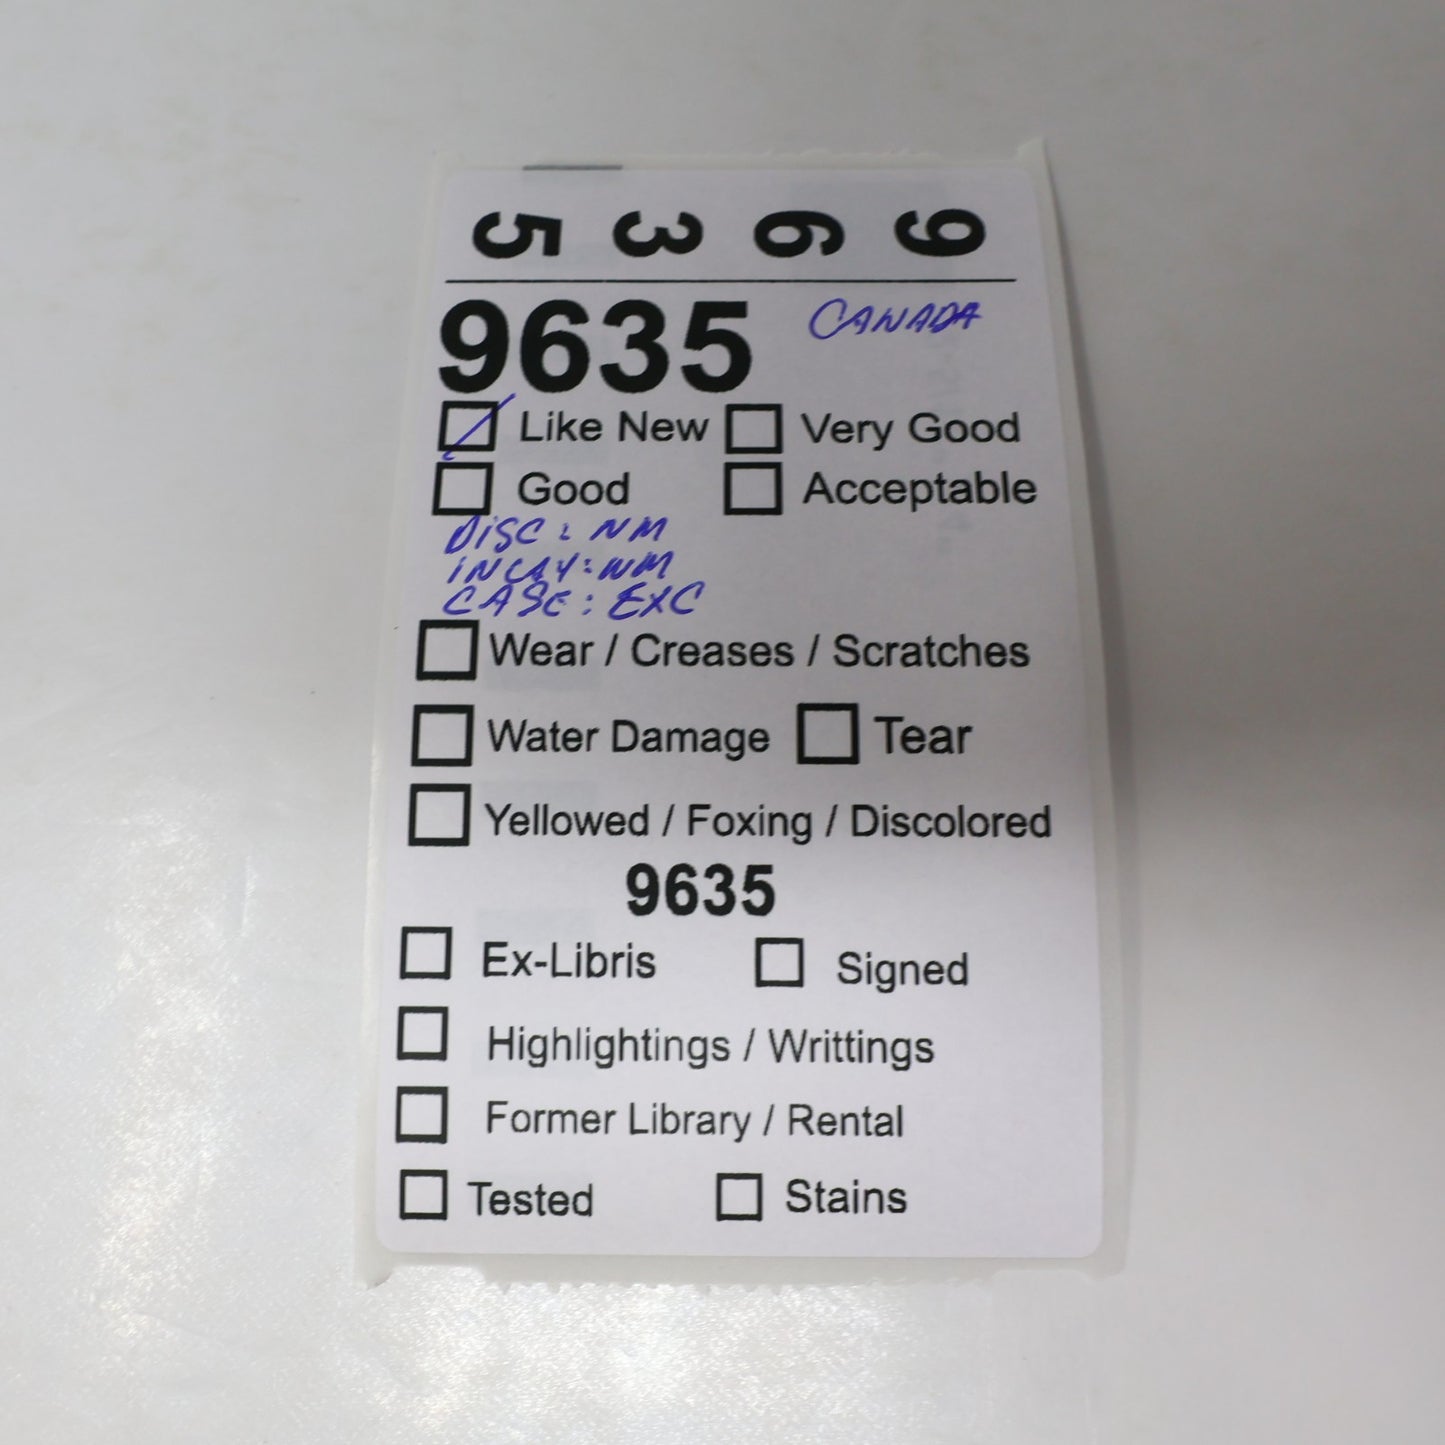 5 3 6 9
9635 CANADA
Like New Very Good
Good Acceptable
DISC: NM
INLAY: NM
CASE: EXC
Wear / Creases / Scratches
Water Damage Tear
Yellowed / Foxing / Discolored
9635
Ex-Libris Signed
Highlightings / Writtings
Former Library / Rental
Tested Stains